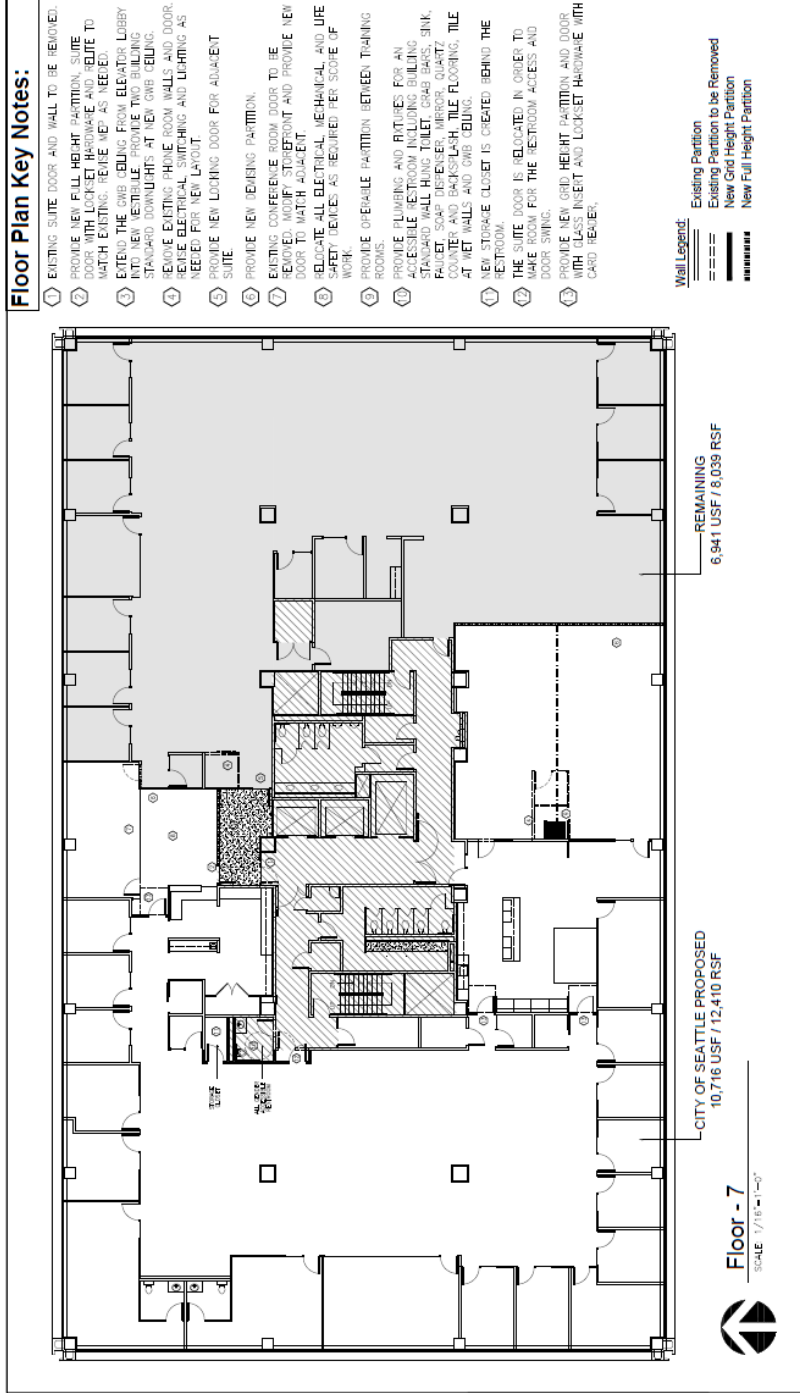 Floor Plan Key Notes:
1 EXISTING SUITE DOOR AND WALL TO BE REMOVED.
2 PROVIDE NEW FULL HEIGHT PARTITION, SUITE
DOOR WITH LOCKSET HARDWARE AND RELITE TO
MATCH EXISTING. REVISE MEP AS NEEDED.
3 EXTEND THE GWB CEILING FROM ELEVATOR LOBBY
INTO NEW VESTIBULE. PROVIDE TWO BUILDING
STANDARD DOWNLIGHTS AT NEW GWB CEILING.
4 REMOVE EXISTING PHONE ROOM WALLS AND DOOR.
REVISE ELECTRICAL, SWITCHING AND LIGHTING AS
NEEDED FOR NEW LAYOUT.
5 PROVIDE NEW LOCKING DOOR FOR ADJACENT
SUITE.
6 PROVIDE NEW DEMISING PARTITION.
7 EXISTING CONFERENCE ROOM DOOR TO BE
REMOVED. MODIFY STOREFRONT AND PROVIDE NEW
DOOR TO MATCH ADJACENT.
8 RELOCATE ALL ELECTRICAL, MECHANICAL, AND LIFE
SAFETY DEVICES AS REQUIRED PER SCOPE OF
WORK.
9 PROVIDE OPERABLE PARTITION BETWEEN TRAINING
ROOMS.
10 PROVIDE PLUMBING AND FIXTURES FOR AN
ACCESSIBLE RESTROOM INCLUDING BUILDING
STANDARD WALL HUNG TOILET, GRAB BARS, SINK,
FAUCET, SOAP DISPENSER, MIRROR, QUARTZ
COUNTER AND BACKSPLASH, TILE FLOORING, TILE
AT WET WALLS AND GWB CEILING.
11 NEW STORAGE CLOSET IS CREATED BEHIND THE
RESTROOM.
12 THE SUITE DOOR IS RELOCATED IN ORDER TO
MAKE ROOM FOR THE RESTROOM ACCESS AND
DOOR SWING.
13 PROVIDE NEW GRID HEIGHT PARTITION AND DOOR
WITH GLASS INSERT AND LOCKSET HARDWARE WITH
CARD READER.
Wall Legend:
Existing Partition
Existing Partition to be Removed
New Grid Height Partition
New Full Height Partition
STORAGE
CLOSET
ALL GENDER
ACCESSIBLE
RESTROOM
CITY OF SEATTLE PROPOSED
10,716 USF / 12,410 RSF
REMAINING
6,941 USF / 8,039 RSF
Floor - 7
SCALE: 1/16"=1'-0"